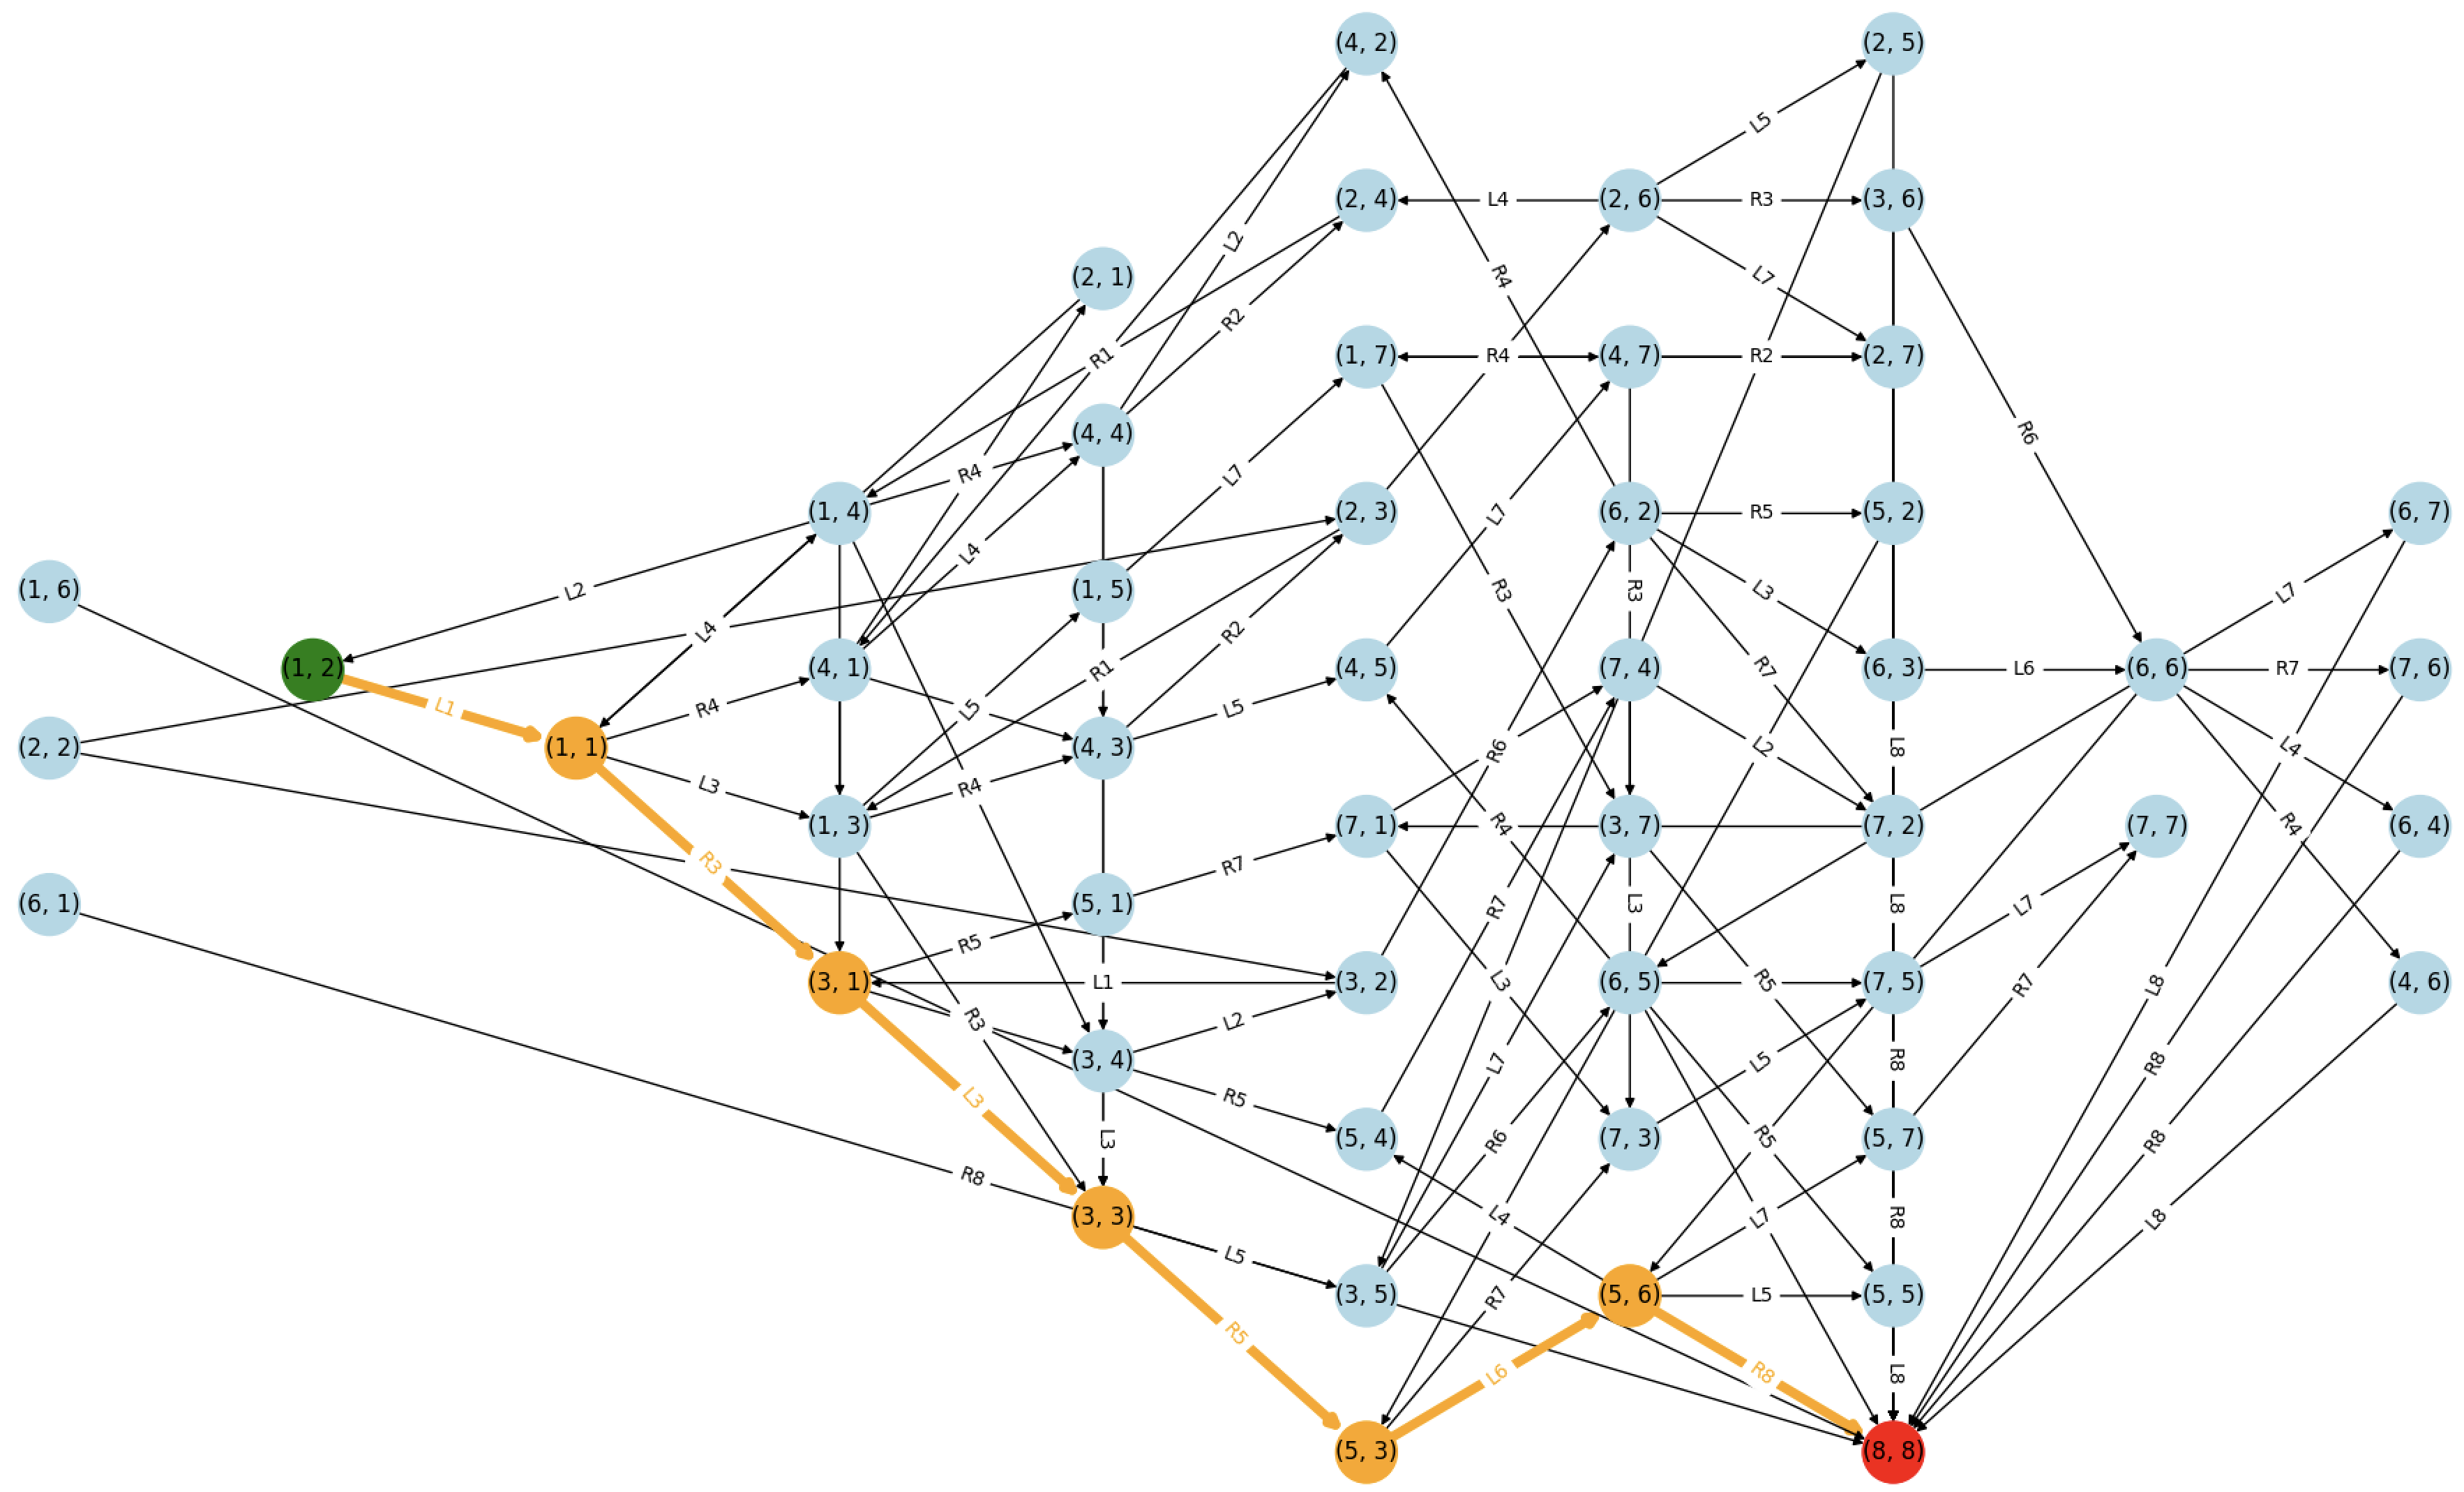 (4, 2)
(2, 5)
L5
(2, 4)
L4
(2, 6)
R3
(3, 6)
L2
(2, 1)
R4
L7
R2
R1
(1, 7)
R4
(4, 7)
R2
(2, 7)
(4, 4)
R6
R4
L7
(1, 4)
(2, 3)
L7
(6, 2)
R5
(5, 2)
(6, 7)
L4
(1, 6)
L2
(1, 5)
R3
R3
L3
L7
L4
R2
(1, 2)
(4, 1)
R1
(4, 5)
(7, 4)
R7
(6, 3)
L6
(6, 6)
R7
(7, 6)
L1
R4
L5
L5
(2, 2)
(1, 1)
(4, 3)
R6
L2
L8
L4
L3
R4
(1, 3)
(7, 1)
R4
(3, 7)
(7, 2)
(7, 7)
R4
(6, 4)
R3
R7
(6, 1)
(5, 1)
R7
L3
L8
L7
R5
(3, 1)
L1
(3, 2)
L3
(6, 5)
R5
(7, 5)
R7
L8
(4, 6)
R3
L2
(3, 4)
L7
L5
R8
R8
L3
R5
L3
(5, 4)
R6
(7, 3)
R5
(5, 7)
R8
R8
(3, 3)
L4
L7
R8
L8
L5
R5
(3, 5)
R7
(5, 6)
L5
(5, 5)
L6
R8
L8
(5, 3)
(8, 8)